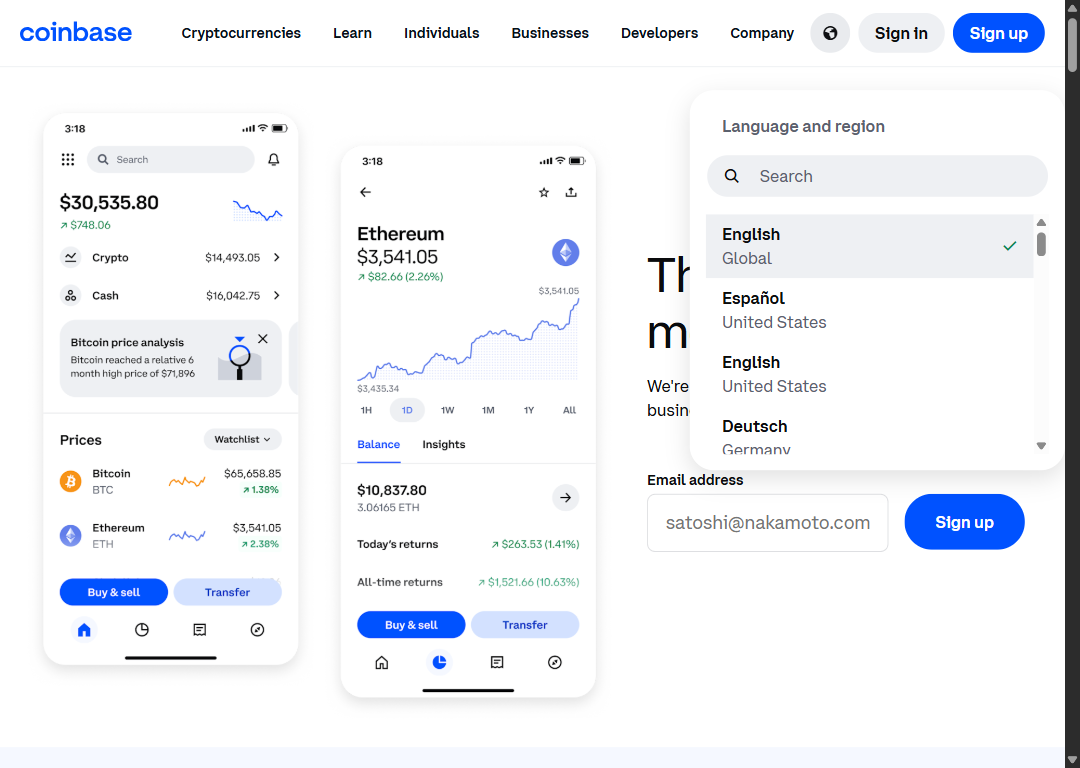 coinbase
Cryptocurrencies
Learn
Individuals
Businesses
Developers
Company
Sign in
Sign up
3:18
Search
$30,535.80
$748.06
Crypto
$14,493.05
Cash
$16,042.75
Bitcoin price analysis
Bitcoin reached a relative 6
month high price of $71,896
Prices
Watchlist
Bitcoin
BTC
$65,658.85
1.38%
Ethereum
ETH
$3,541.05
2.38%
Buy & sell
Transfer
3:18
Ethereum
$3,541.05
$82.66 (2.26%)
$3,541.05
$3,435.34
1H
1D
1W
1M
1Y
All
Balance
Insights
$10,837.80
3.06165 ETH
Today's returns
$263.53 (1.41%)
All-time returns
$1,521.66 (10.63%)
Buy & sell
Transfer
Language and region
Search
English
Global
Español
United States
English
United States
Deutsch
Germany
We're
Email address
satoshi@nakamoto.com
Sign up